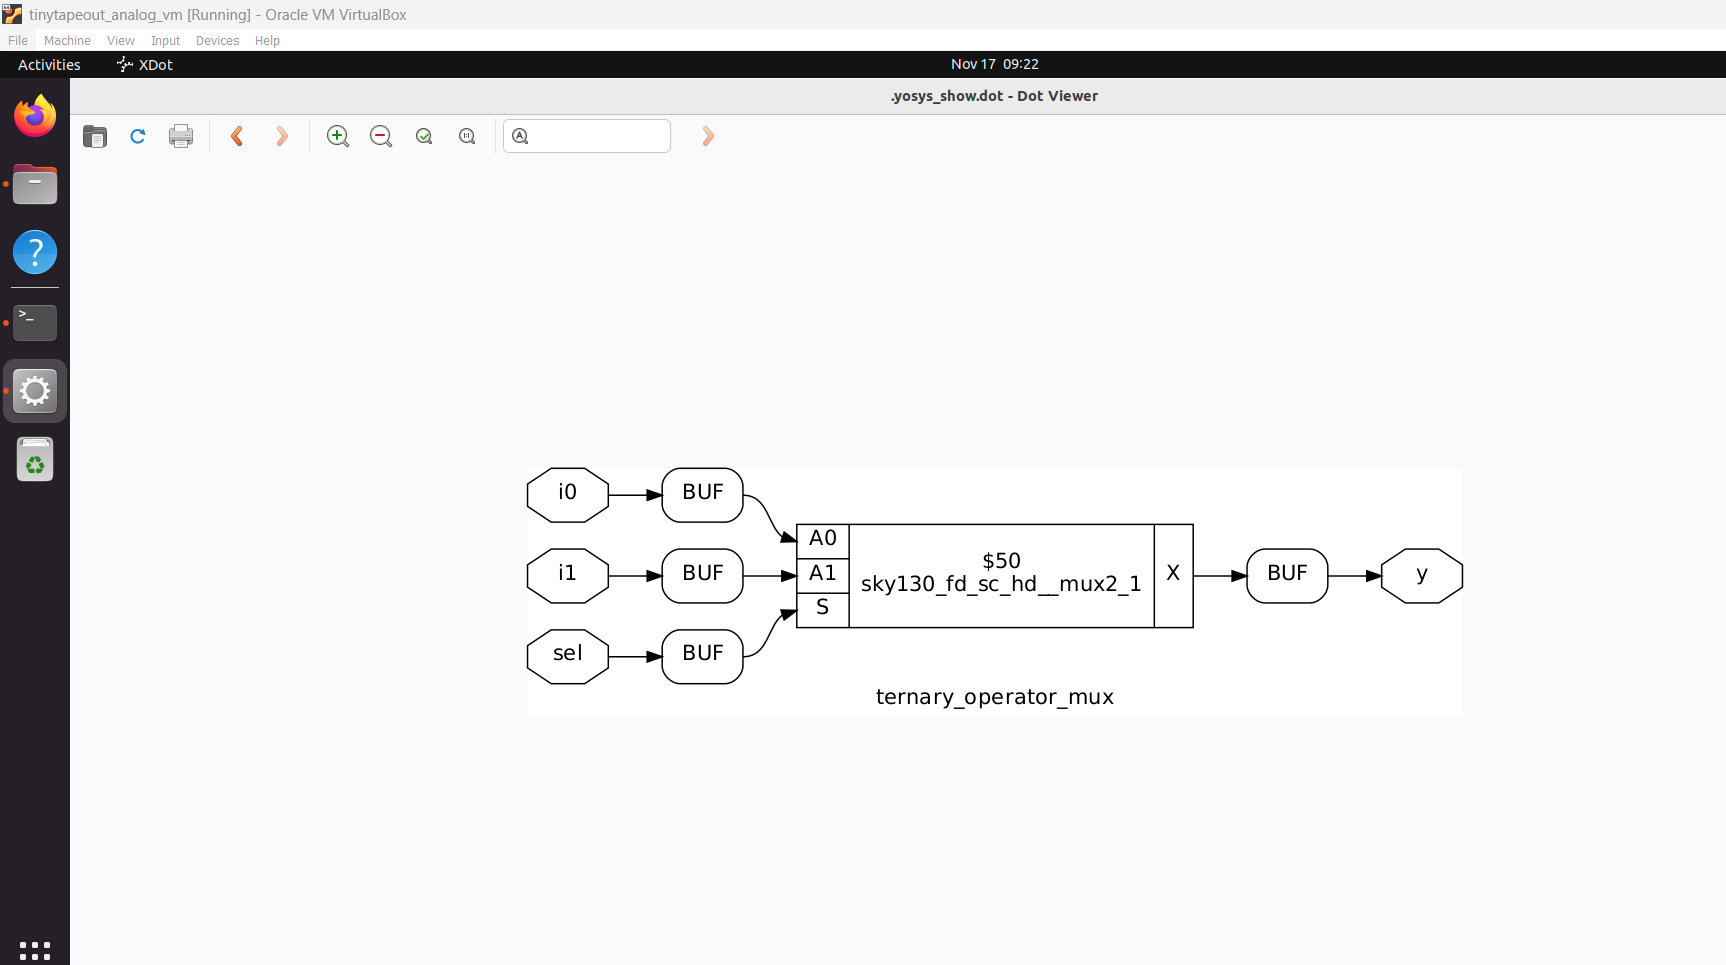 tinytapeout_analog_vm [Running] - Oracle VM VirtualBox
File Machine View Input Devices Help
Activities XDot Nov 17 09:22
.yosys_show.dot - Dot Viewer
i0 BUF
A0
i1 BUF A1 $50 X BUF y
sky130_fd_sc_hd__mux2_1
S
sel BUF
ternary_operator_mux